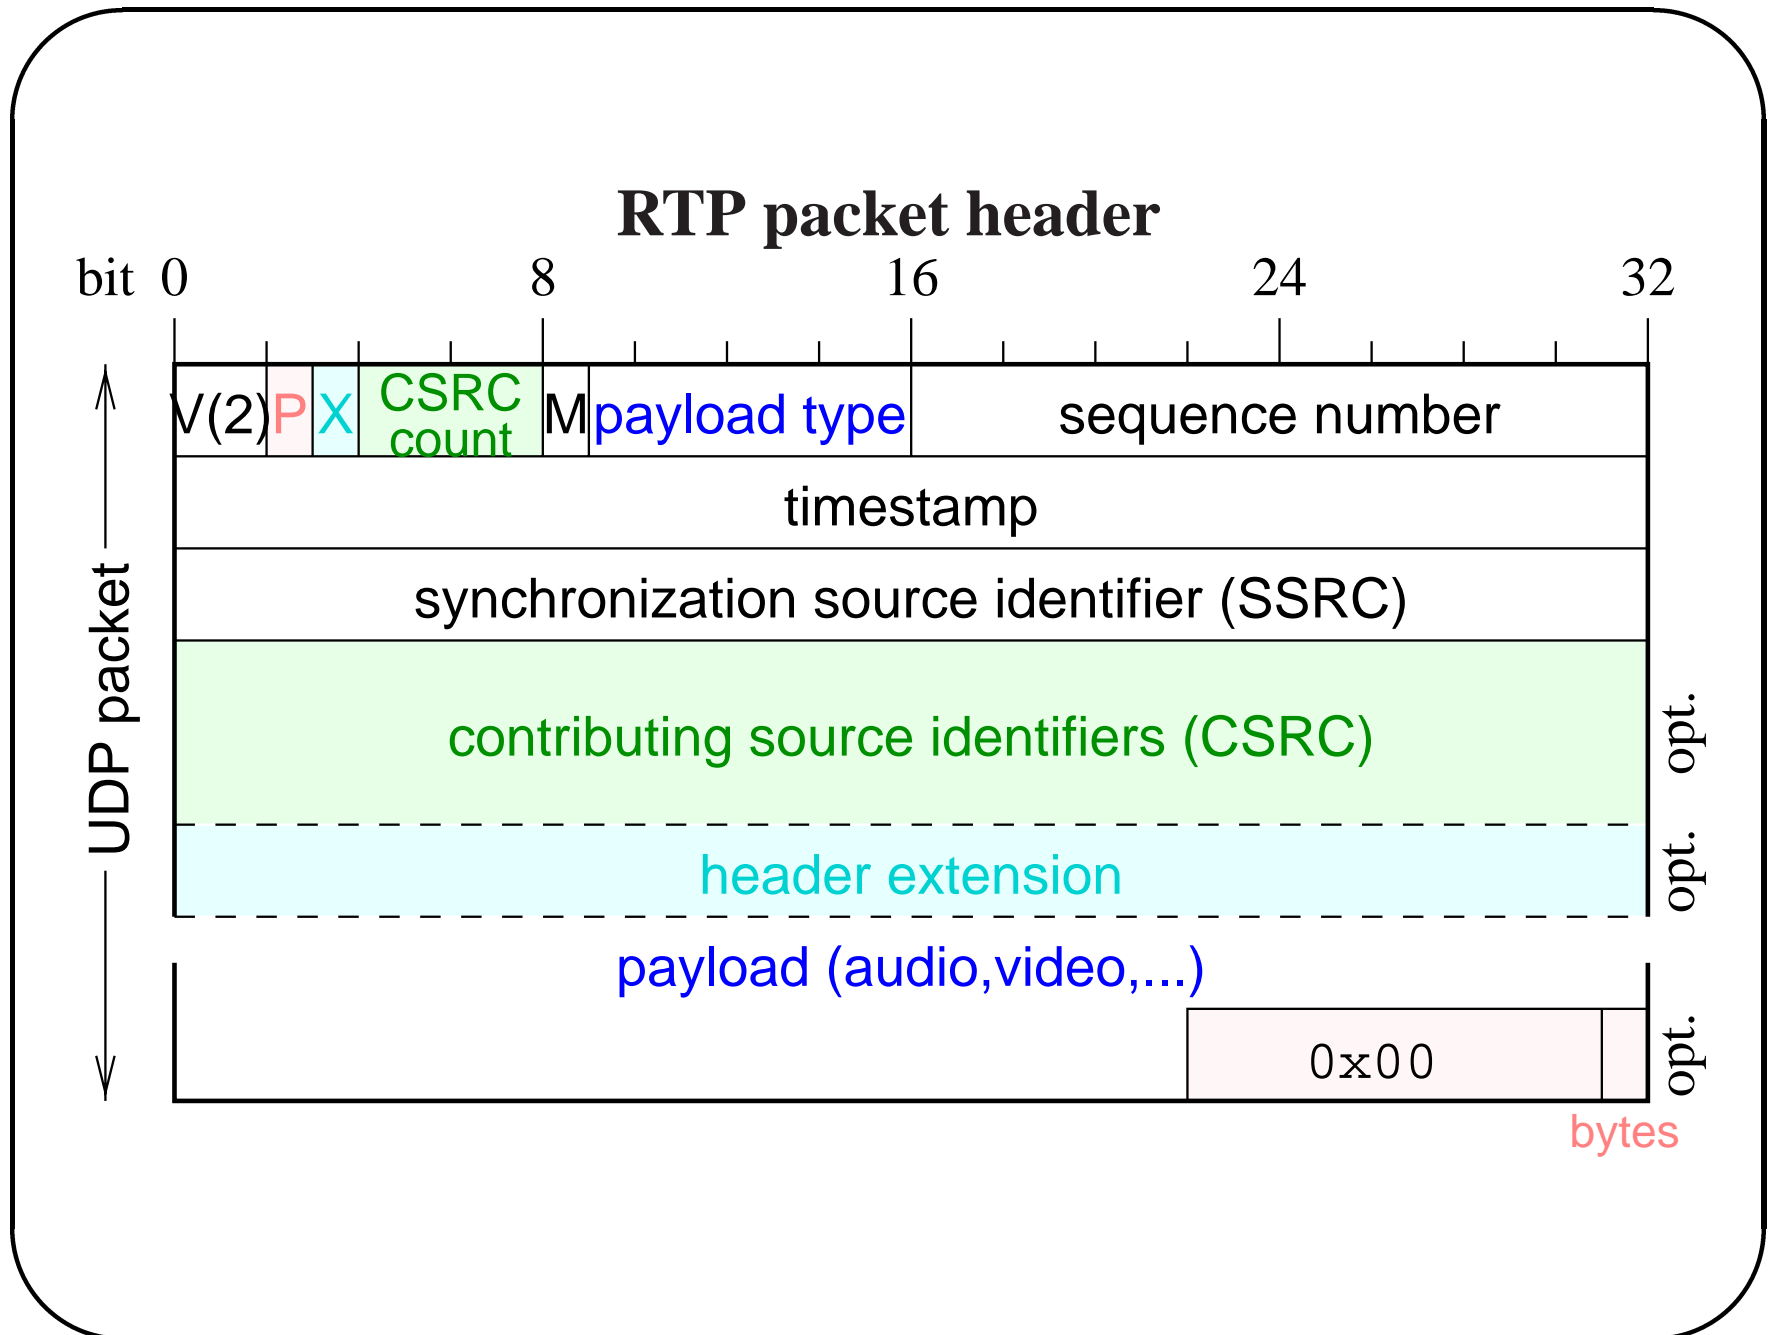 RTP packet header
bit 0 8 16 24 32
V(2) P X CSRC count M payload type sequence number
timestamp
synchronization source identifier (SSRC)
contributing source identifiers (CSRC) opt.
header extension opt.
payload (audio,video,...)
0x00 opt.
bytes
UDP packet